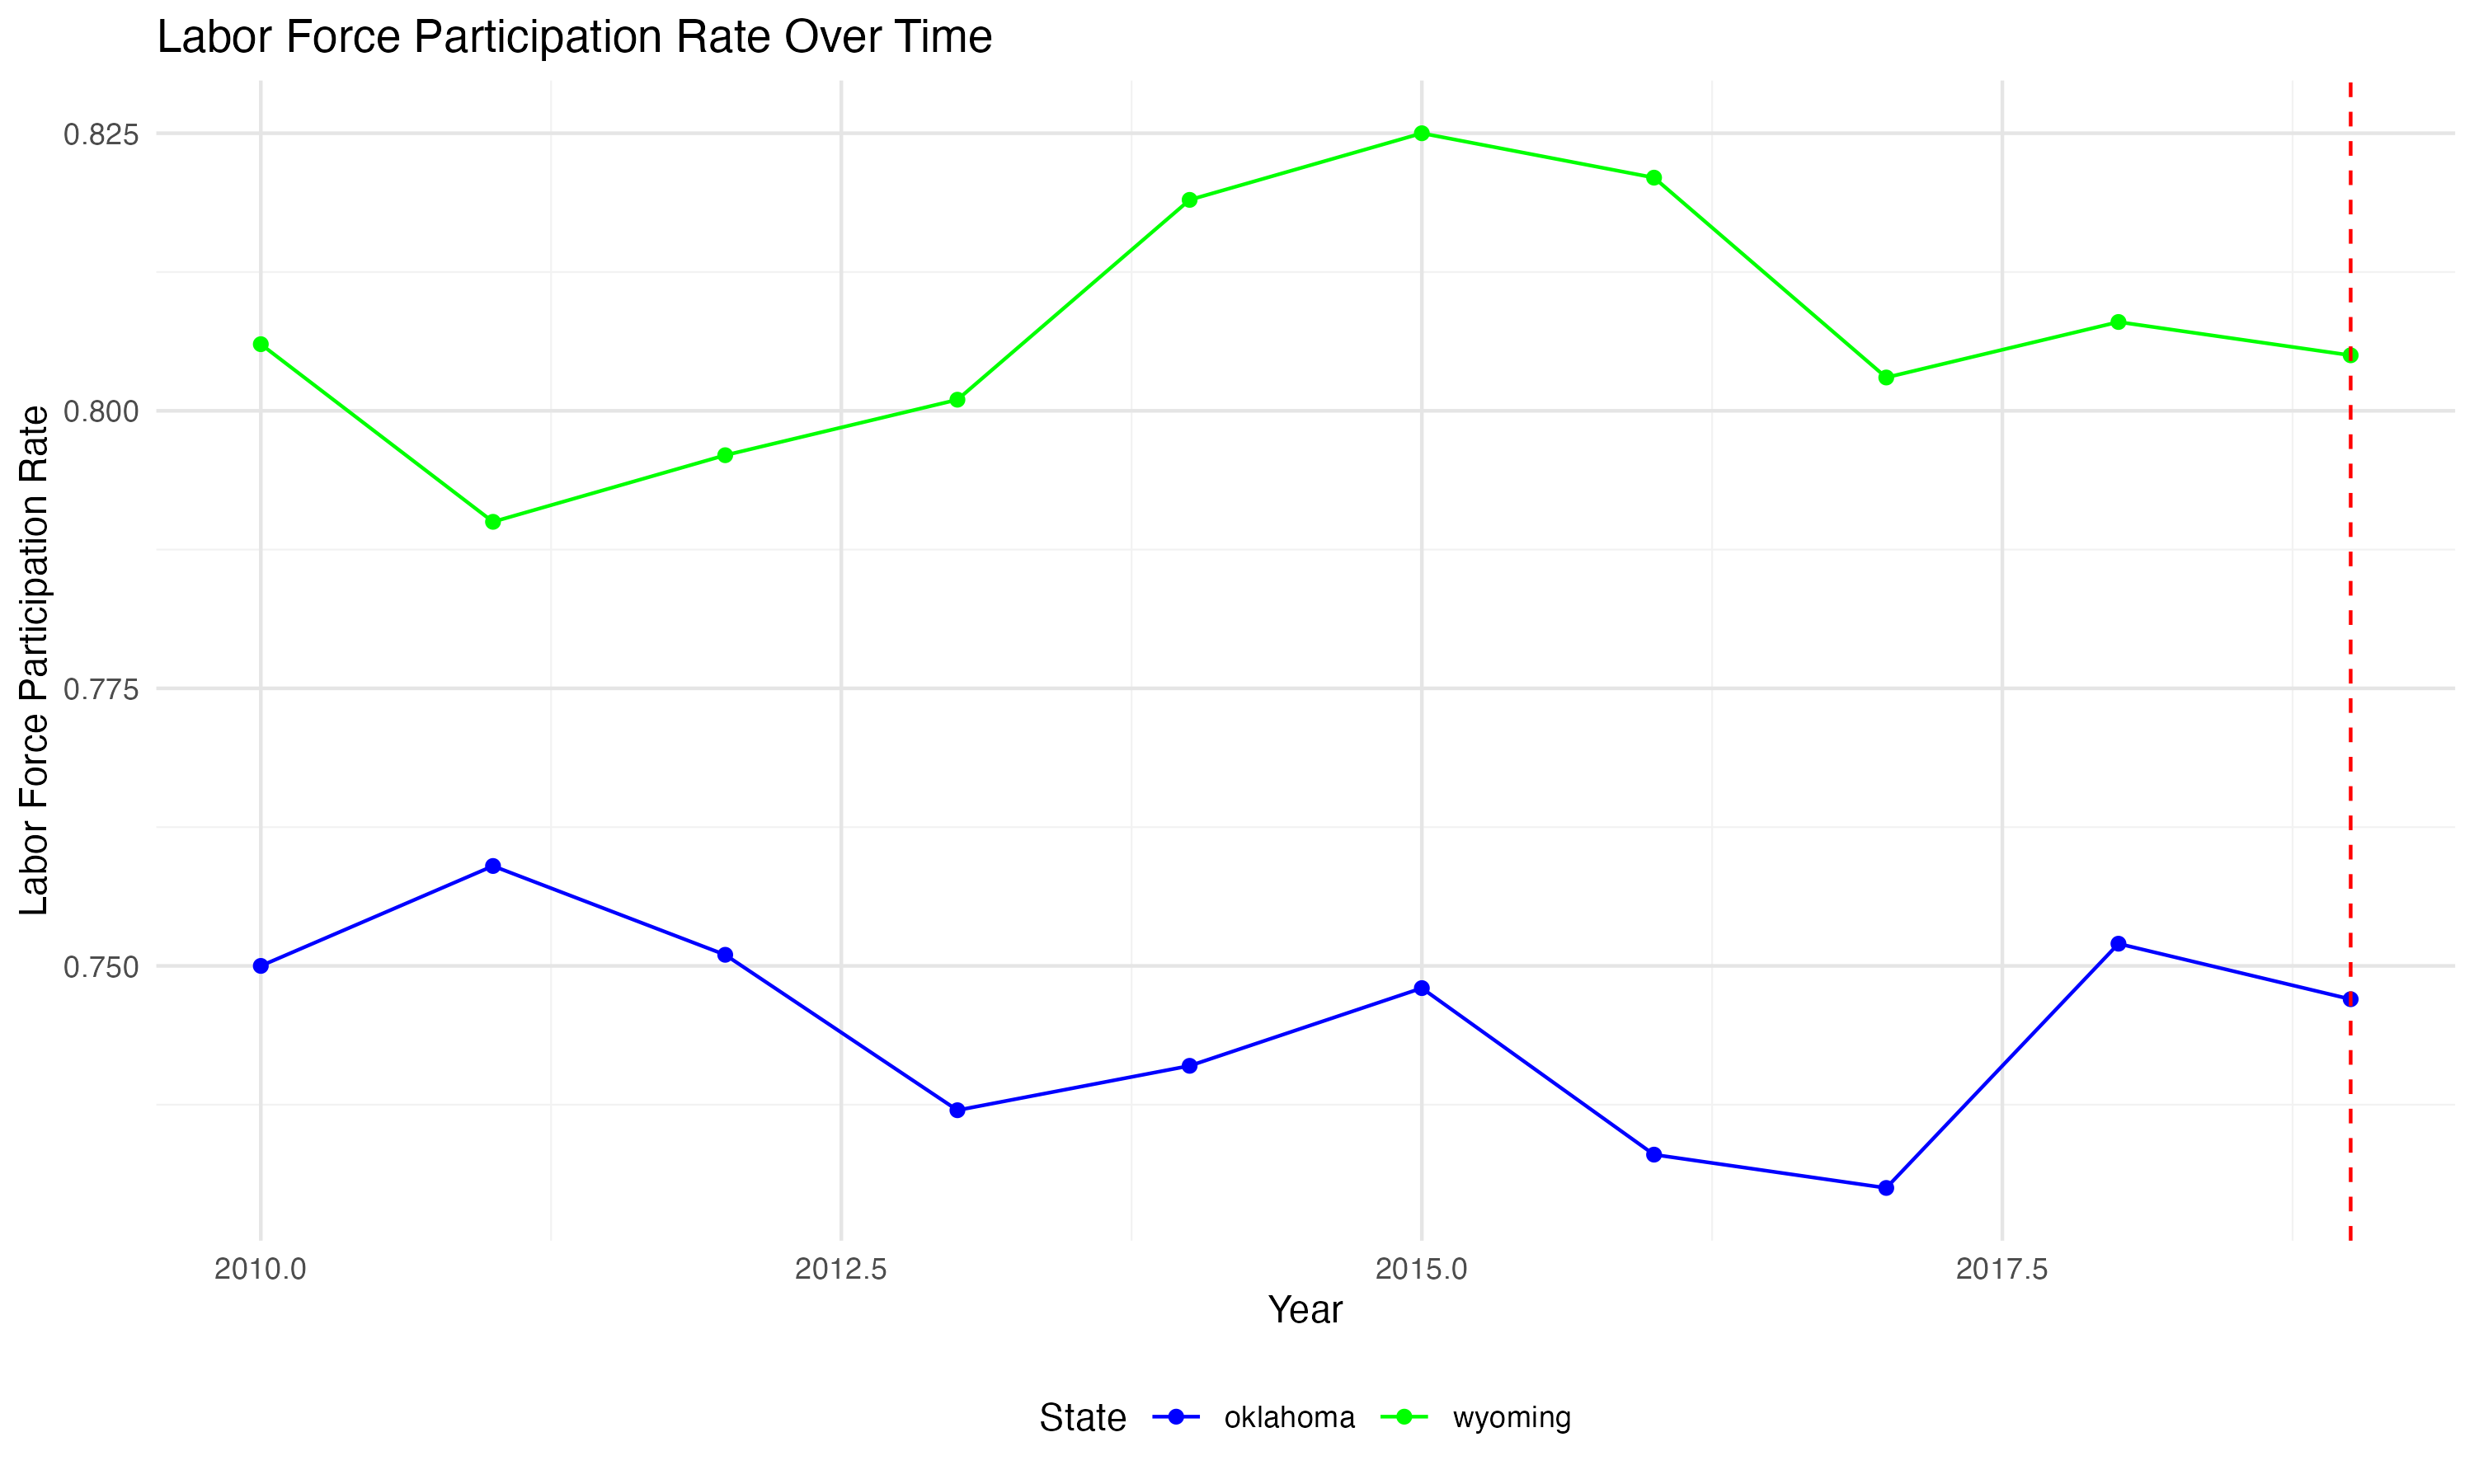 Labor Force Participation Rate Over Time
Labor Force Participation Rate
0.825
0.800
0.775
0.750
2010.0 2012.5 2015.0 2017.5
Year
State oklahoma wyoming